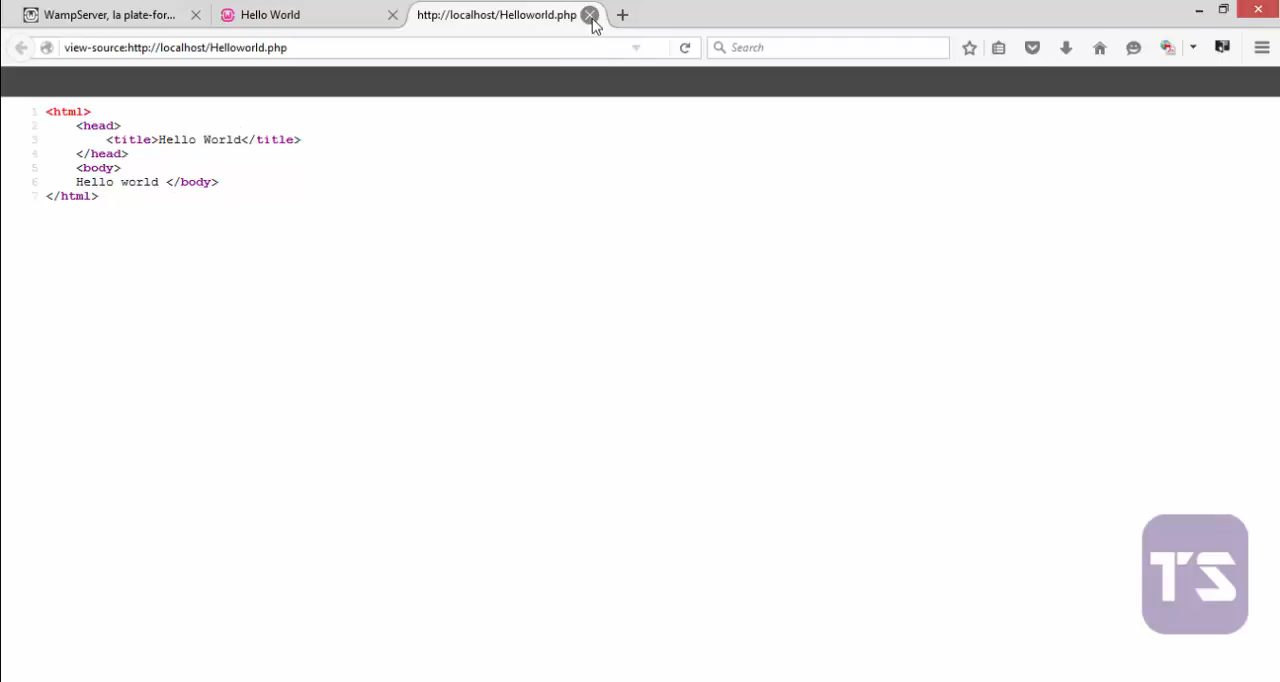 WampServer, la plate-for...
Hello World
http://localhost/Helloworld.php
view-source:http://localhost/Helloworld.php
Search
1 <html>
2 <head>
3 <title>Hello World</title>
4 </head>
5 <body>
6 Hello world </body>
7 </html>
TS